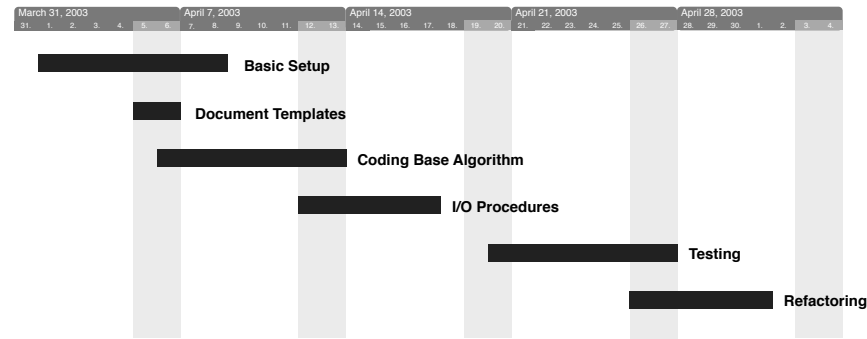 March 31, 2003 April 7, 2003 April 14, 2003 April 21, 2003 April 28, 2003
31. 1. 2. 3. 4. 5. 6. 7. 8. 9. 10. 11. 12. 13. 14. 15. 16. 17. 18. 19. 20. 21. 22. 23. 24. 25. 26. 27. 28. 29. 30. 1. 2. 3. 4.
Basic Setup
Document Templates
Coding Base Algorithm
I/O Procedures
Testing
Refactoring